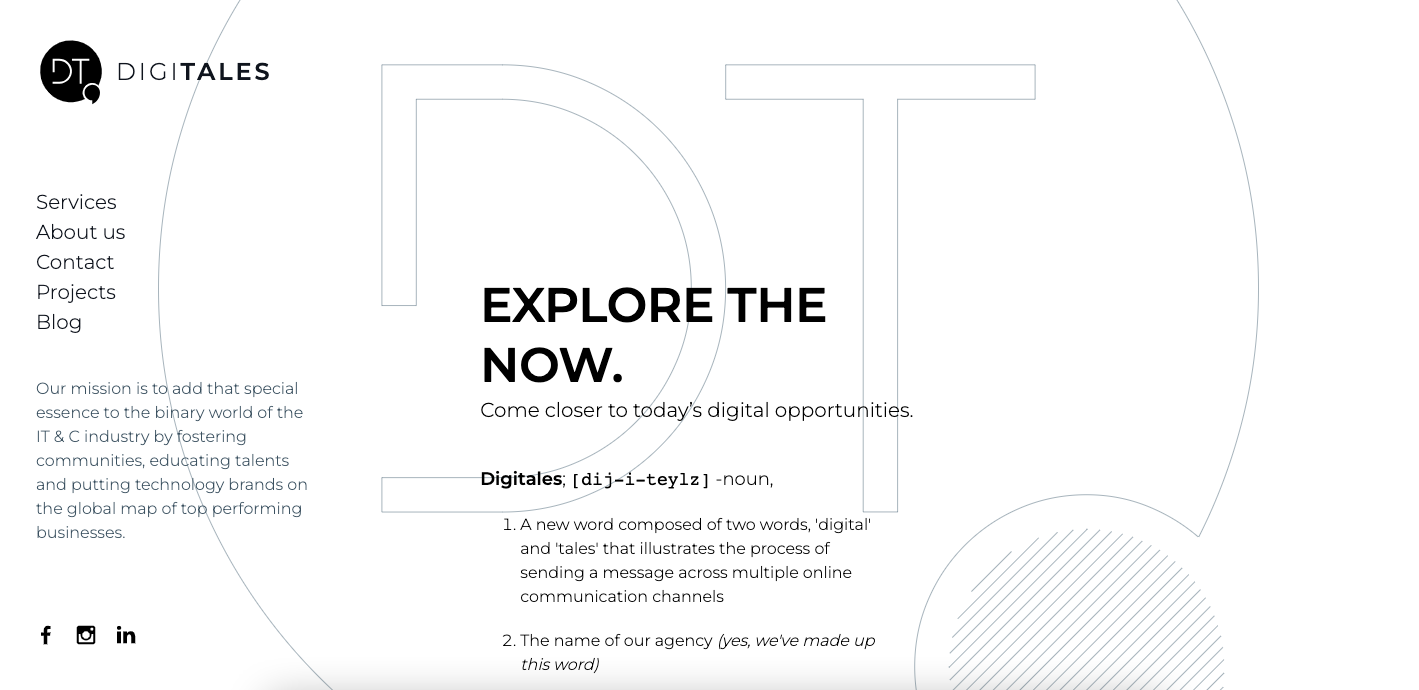 DT
DIGITALES
Services
About us
Contact
Projects
Blog
Our mission is to add that special
essence to the binary world of the
IT & C industry by fostering
communities, educating talents
and putting technology brands on
the global map of top performing
businesses.
DT
EXPLORE THE
NOW.
Come closer to today’s digital opportunities.
Digitales; [dij-i-teylz] -noun,
1. A new word composed of two words, 'digital'
and 'tales' that illustrates the process of
sending a message across multiple online
communication channels
2. The name of our agency (yes, we've made up
this word)